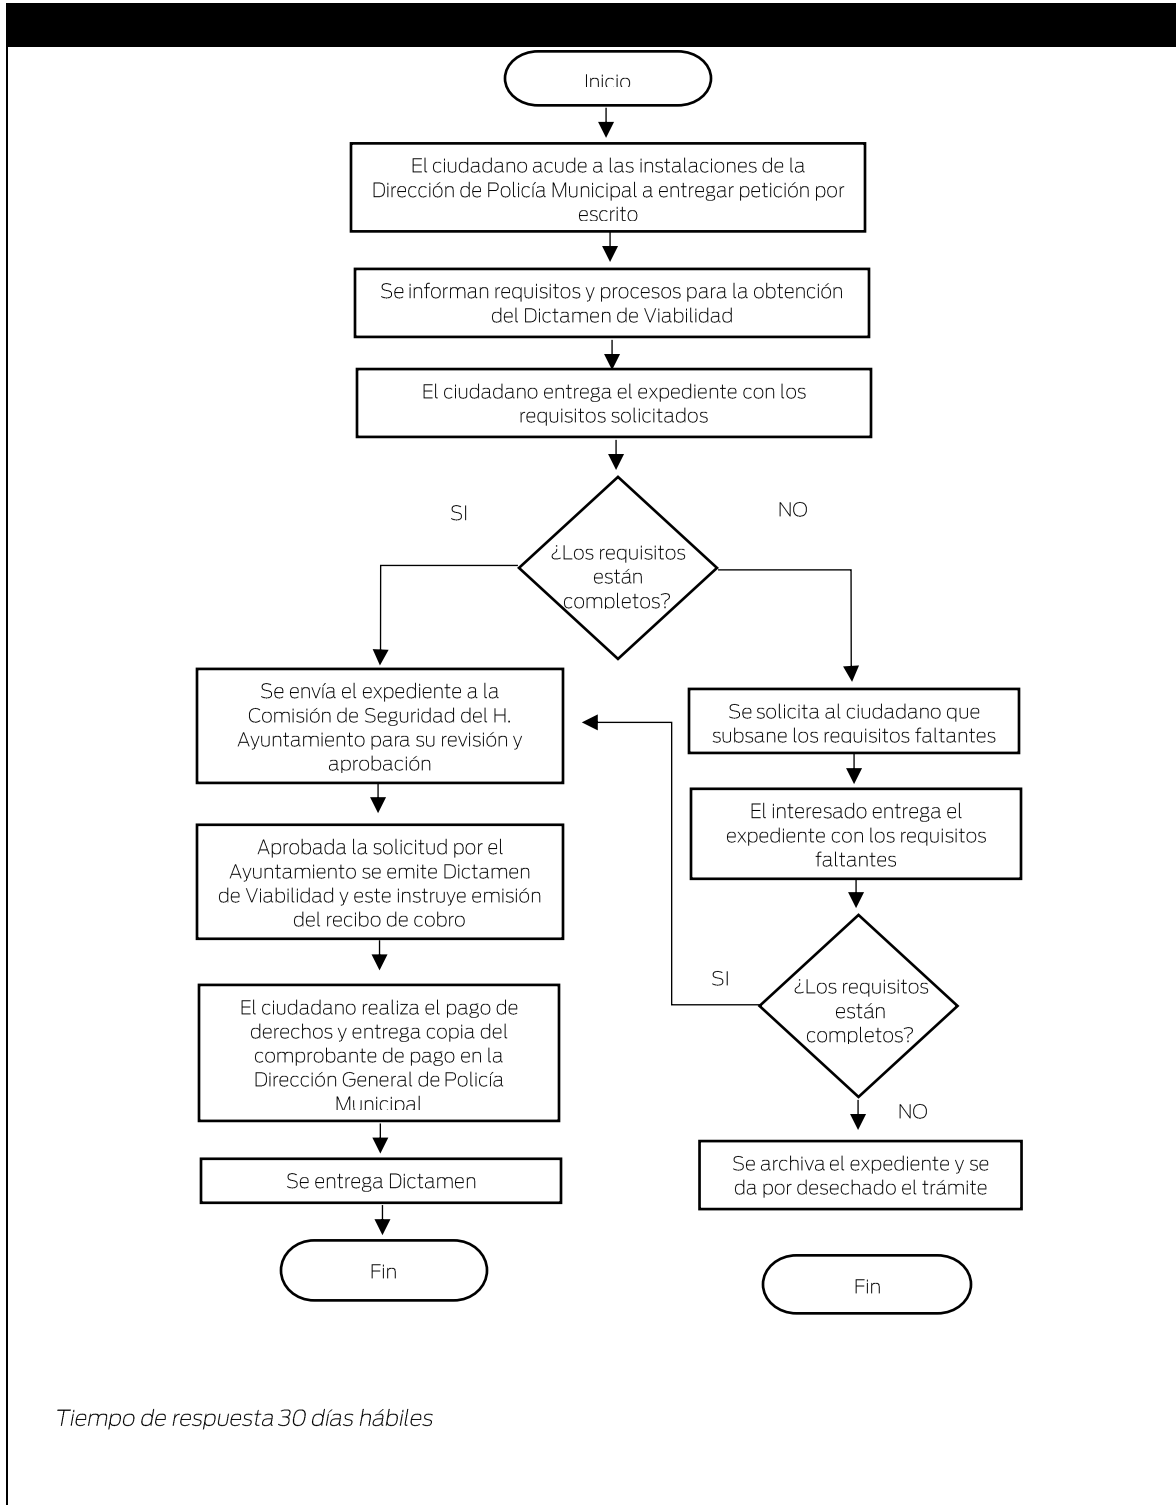 Inicio
El ciudadano acude a las instalaciones de la
Dirección de Policía Municipal a entregar petición por
escrito
Se informan requisitos y procesos para la obtención
del Dictamen de Viabilidad
El ciudadano entrega el expediente con los
requisitos solicitados
SI
NO
¿Los requisitos
están
completos?
Se envía el expediente a la
Comisión de Seguridad del H.
Ayuntamiento para su revisión y
aprobación
Se solicita al ciudadano que
subsane los requisitos faltantes
El interesado entrega el
expediente con los requisitos
faltantes
Aprobada la solicitud por el
Ayuntamiento se emite Dictamen
de Viabilidad y este instruye emisión
del recibo de cobro
SI
¿Los requisitos
están
completos?
El ciudadano realiza el pago de
derechos y entrega copia del
comprobante de pago en la
Dirección General de Policía
Municipal
NO
Se entrega Dictamen
Se archiva el expediente y se
da por desechado el trámite
Fin
Fin
Tiempo de respuesta 30 días hábiles